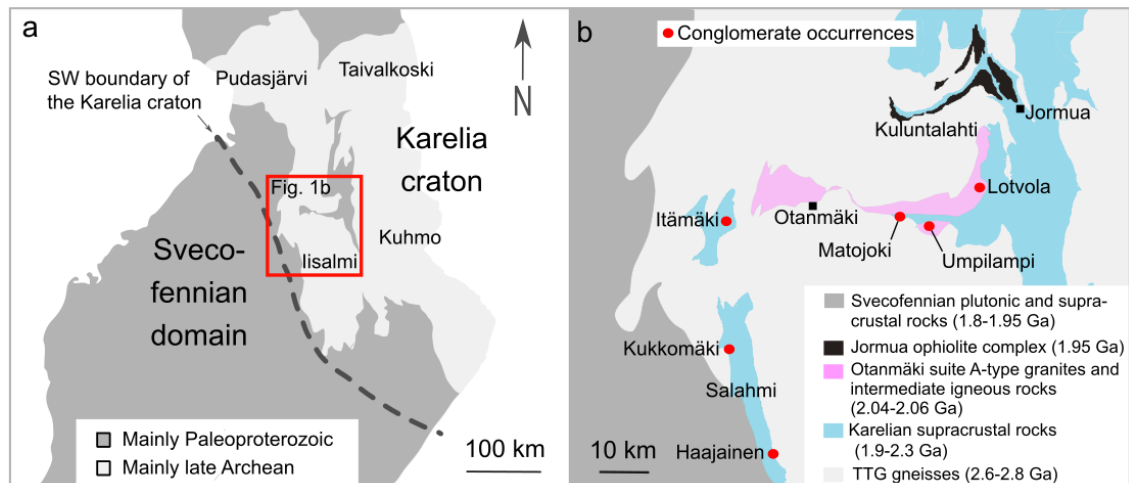 a
SW boundary of
the Karelia craton
Pudasjärvi
Taivalkoski
N
Karelia
craton
Fig. 1b
Kuhmo
Iisalmi
Sveco-
fennian
domain
Mainly Paleoproterozoic
Mainly late Archean
100 km
b
Conglomerate occurrences
Jormua
Kuluntalahti
Lotvola
Otanmäki
Itämäki
Matojoki
Umpilampi
Kukkomäki
Salahmi
Haajainen
10 km
Svecofennian plutonic and supra-
crustal rocks (1.8-1.95 Ga)
Jormua ophiolite complex (1.95 Ga)
Otanmäki suite A-type granites and
intermediate igneous rocks
(2.04-2.06 Ga)
Karelian supracrustal rocks
(1.9-2.3 Ga)
TTG gneisses (2.6-2.8 Ga)